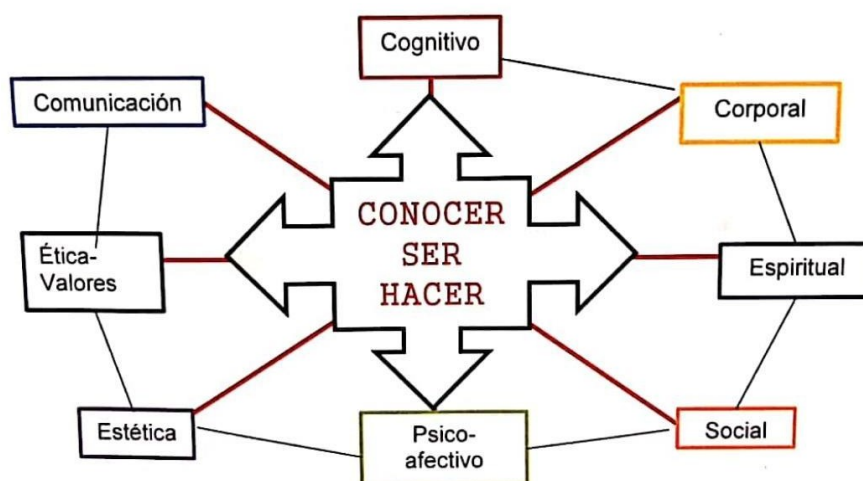 Cognitivo
Comunicación
Corporal
CONOCER
SER
HACER
Ética-
Valores
Espiritual
Estética
Psico-
afectivo
Social